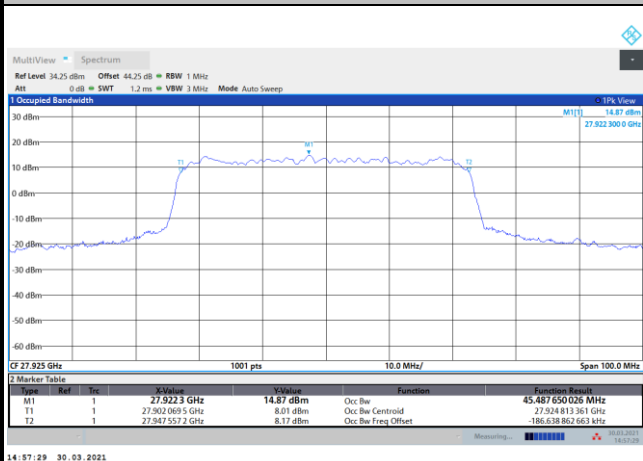 MultiView Spectrum
Ref Level 34.25 dBm Offset 44.25 dB RBW 1 MHz
Att 0 dB SWT 1.2 ms VBW 3 MHz Mode Auto Sweep
1 Occupied Bandwidth 1Pk View
M1[1] 14.87 dBm
27.922 300 0 GHz
30 dBm
20 dBm
M1
T1 T2
10 dBm
0 dBm
-10 dBm
-20 dBm
-30 dBm
-40 dBm
-50 dBm
-60 dBm
CF 27.925 GHz 1001 pts 10.0 MHz/ Span 100.0 MHz
2 Marker Table
Type Ref Trc X-Value Y-Value Function Function Result
M1 1 27.922 3 GHz 14.87 dBm Occ Bw 45.487 650 026 MHz
T1 1 27.902 069 5 GHz 8.01 dBm Occ Bw Centroid 27.924 813 361 GHz
T2 1 27.947 557 2 GHz 8.17 dBm Occ Bw Freq Offset -186.638 862 663 kHz
Measuring... 30.03.2021
14:57:29
14:57:29 30.03.2021